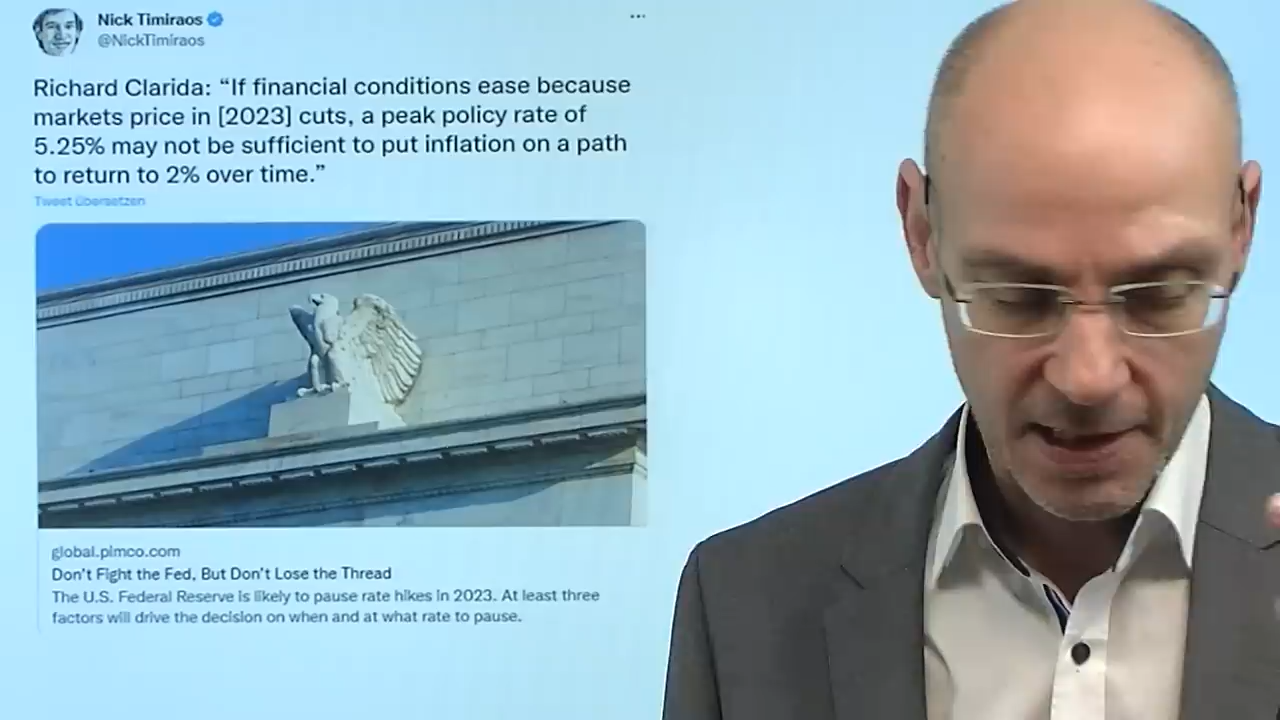 Nick Timiraos
@NickTimiraos
Richard Clarida: “If financial conditions ease because
markets price in [2023] cuts, a peak policy rate of
5.25% may not be sufficient to put inflation on a path
to return to 2% over time.”
Tweet übersetzen
global.pimco.com
Don’t Fight the Fed, But Don’t Lose the Thread
The U.S. Federal Reserve is likely to pause rate hikes in 2023. At least three
factors will drive the decision on when and at what rate to pause.